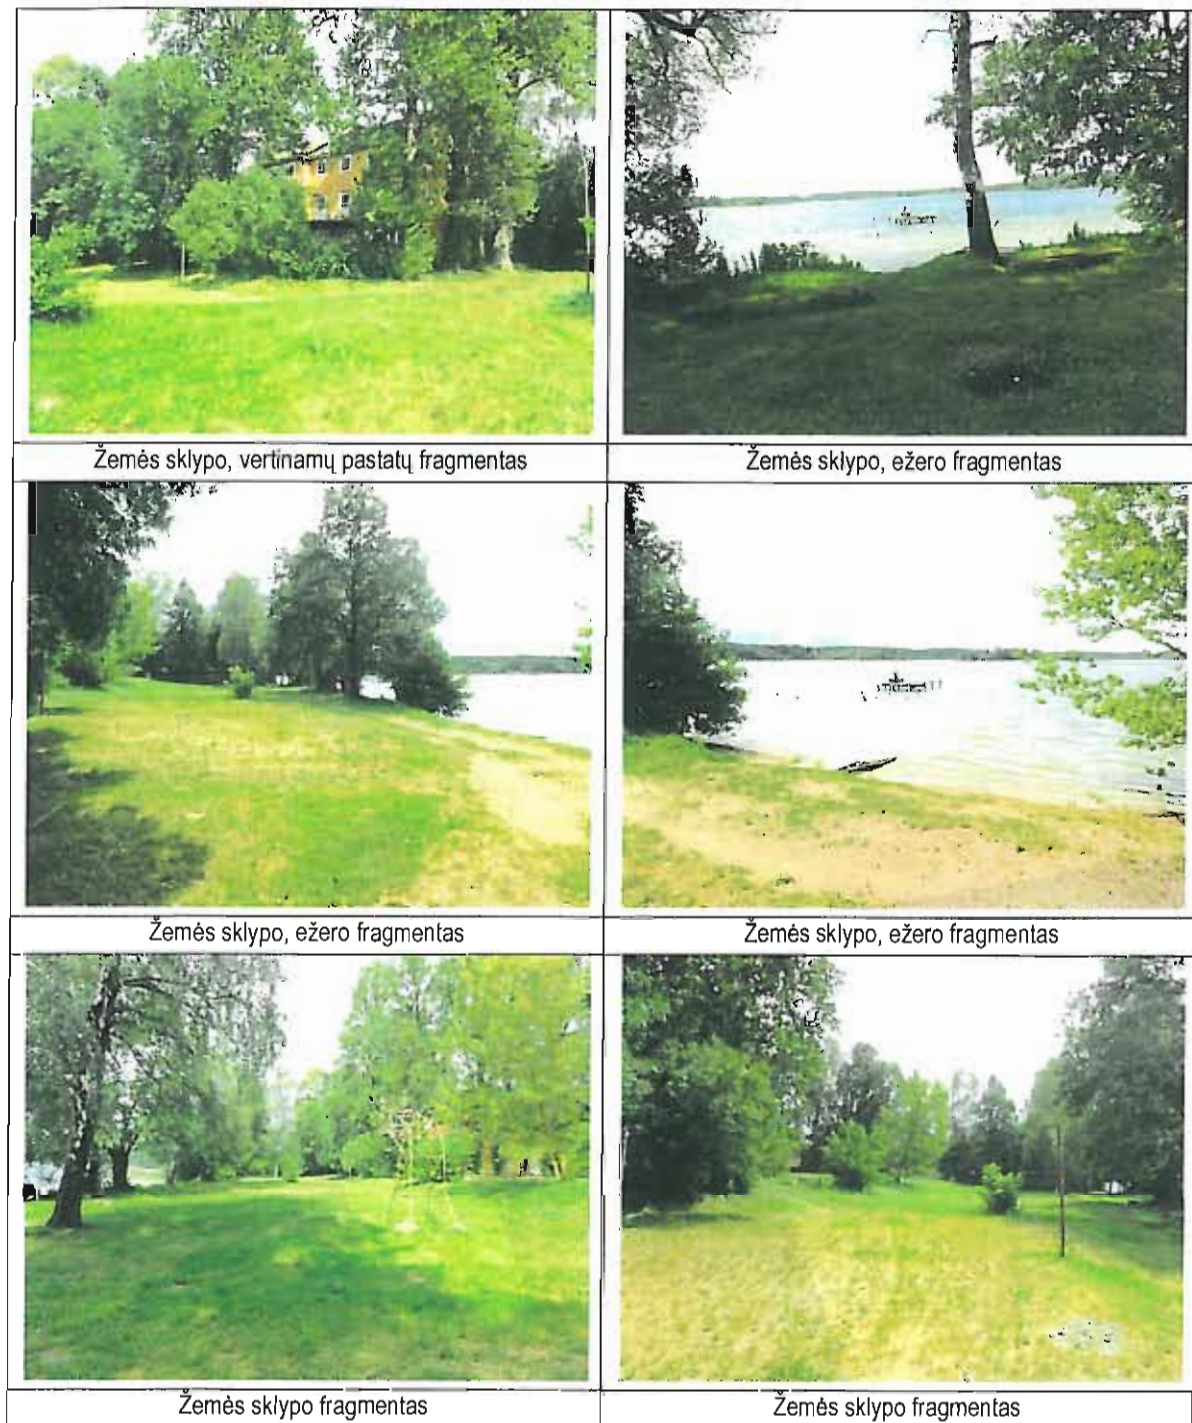 Žemės sklypo, vertinamų pastatų fragmentas
Žemės sklypo, ežero fragmentas
Žemės sklypo, ežero fragmentas
Žemės sklypo, ežero fragmentas
Žemės sklypo fragmentas
Žemės sklypo fragmentas